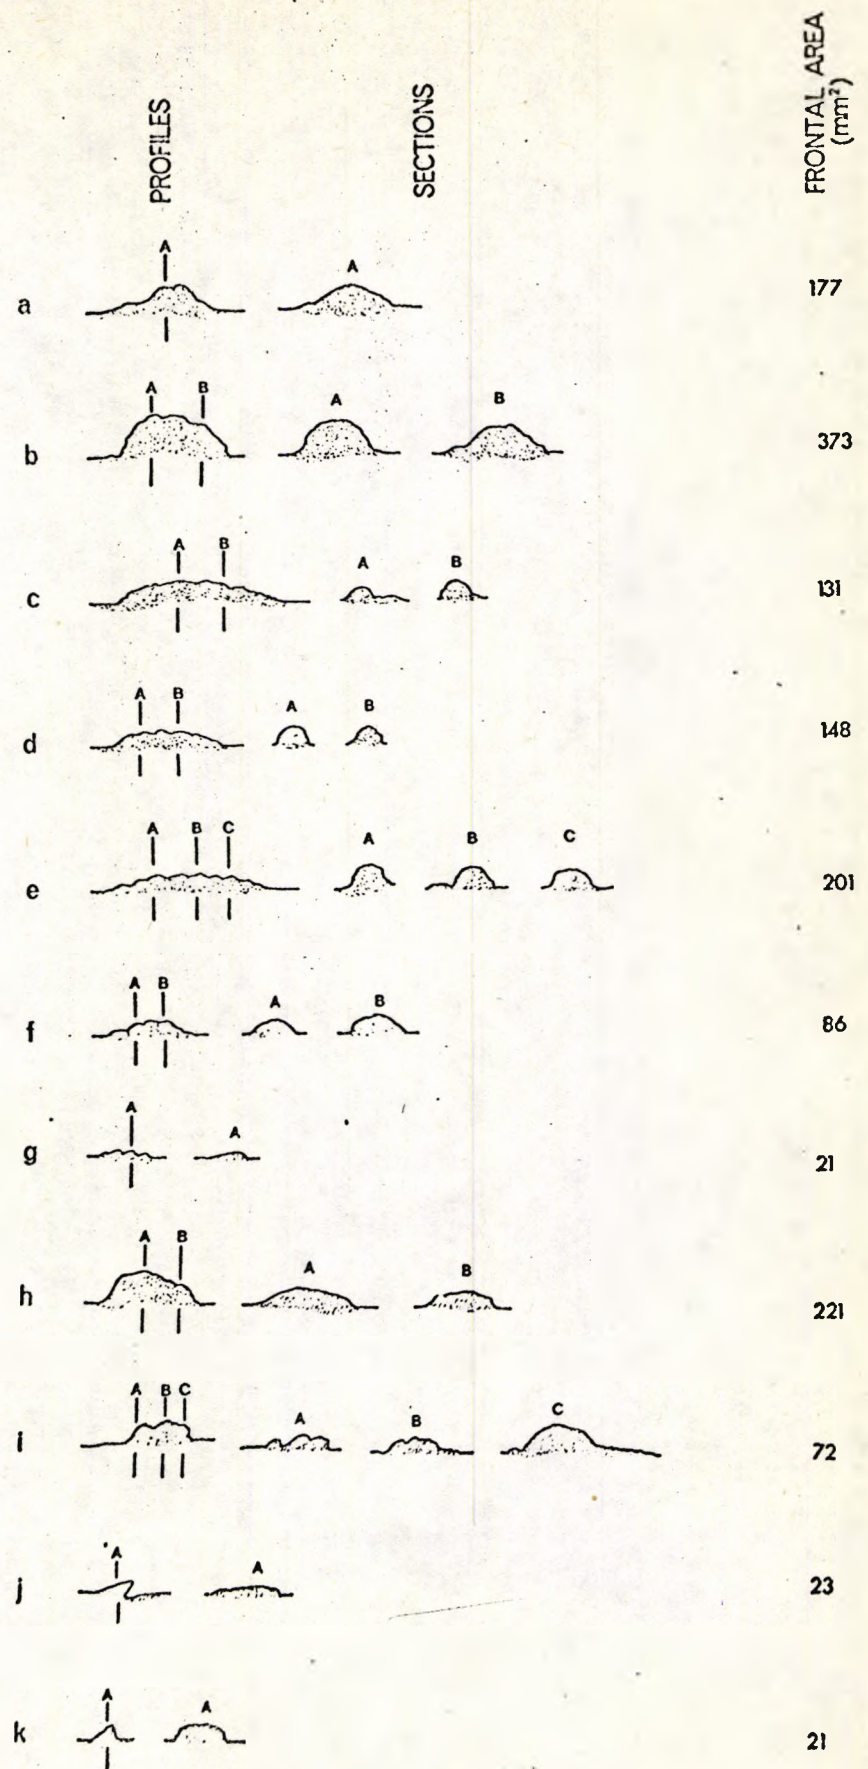 PROFILES
SECTIONS
FRONTAL AREA
(mm²)
A
A
a
177
A B
A
B
b
373
A B
A
B
c
131
A B
A
B
d
148
A B C
A
B
C
e
201
A B
A
B
f
86
A
A
g
21
A B
A
B
h
221
A B C
A
B
C
i
72
A
A
j
23
A
A
k
21